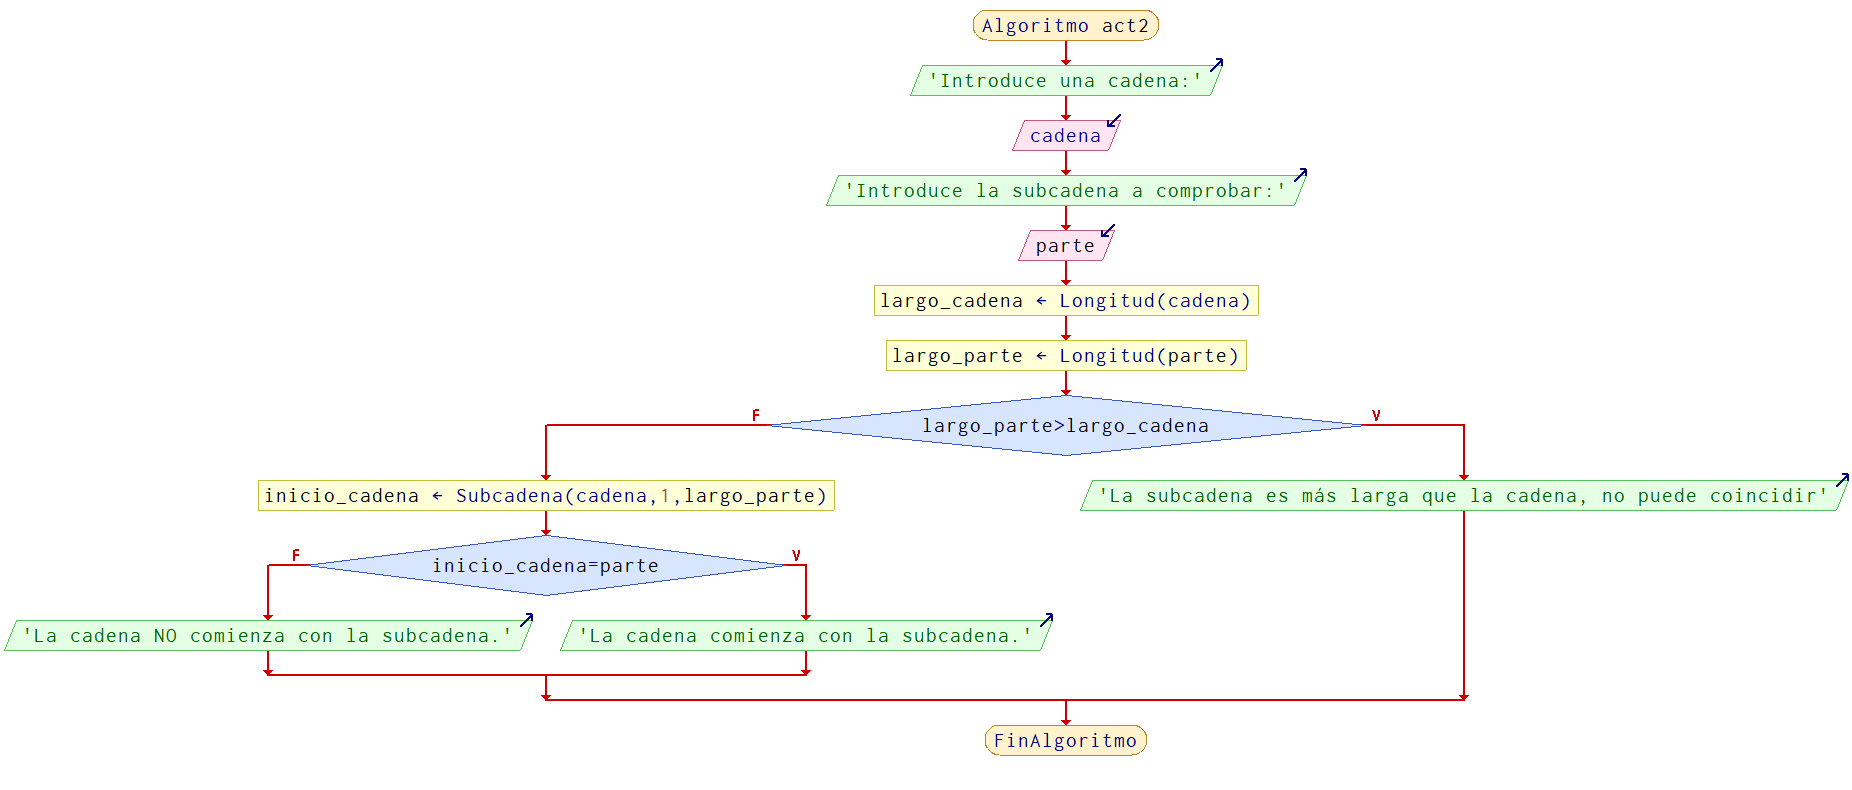 Algoritmo act2
'Introduce una cadena:'
cadena
'Introduce la subcadena a comprobar:'
parte
largo_cadena ← Longitud(cadena)
largo_parte ← Longitud(parte)
F
largo_parte>largo_cadena
V
inicio_cadena ← Subcadena(cadena,1,largo_parte)
'La subcadena es más larga que la cadena, no puede coincidir'
F
inicio_cadena=parte
V
'La cadena NO comienza con la subcadena.'
'La cadena comienza con la subcadena.'
FinAlgoritmo